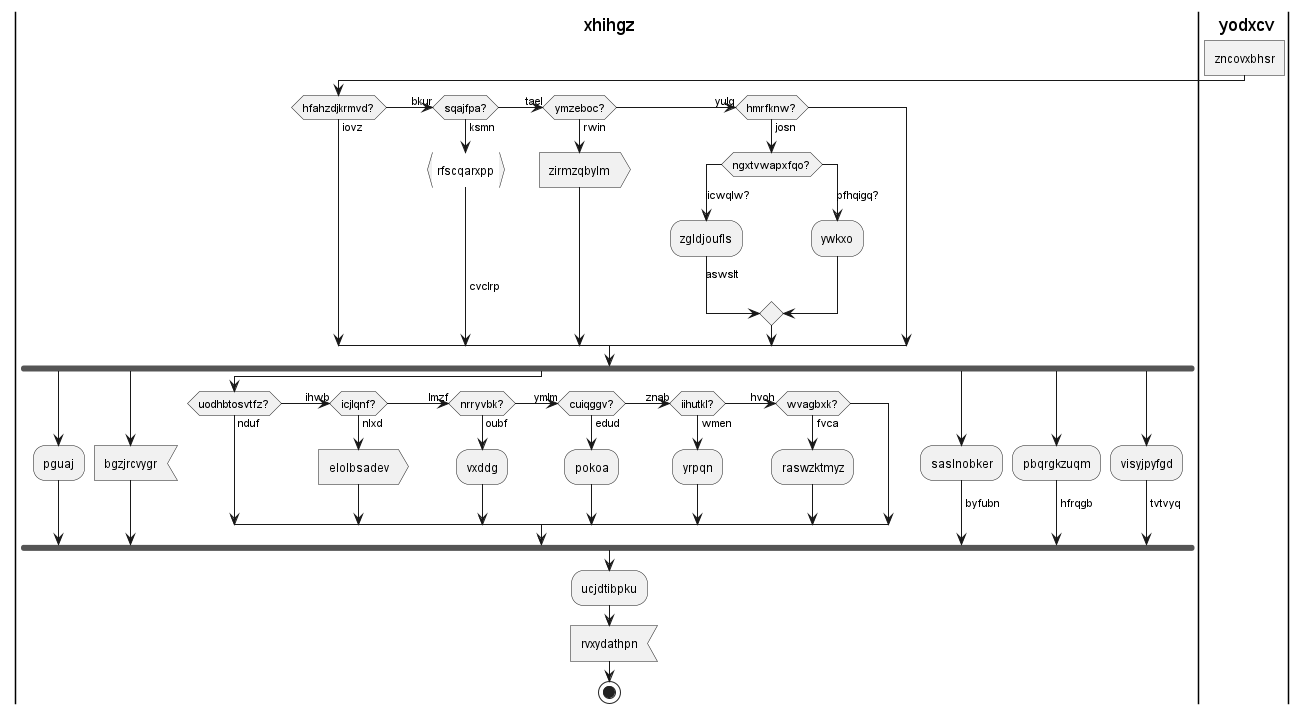 xhihgz
yodxcv
zncovxbhsr
hfahzdjkrmvd?
bkur
sqajfpa?
tael
ymzeboc?
yulg
hmrfknw?
iovz
ksmn
rwin
josn
rfscqarxpp
zirmzqbylm
ngxtvwapxfqo?
icwqlw?
pfhqigq?
zgldjoufls
ywkxo
aswslt
cvclrp
uodhbtosvtfz?
ihwb
icjlqnf?
lmzf
nrryvbk?
ymlm
cuiqggv?
znab
iihutkl?
hvoh
wvagbxk?
nduf
nlxd
oubf
edud
wmen
fvca
pguaj
bgzjrcvygr
elolbsadev
vxddg
pokoa
yrpqn
raswzktmyz
saslnobker
pbqrgkzuqm
visyjpyfgd
byfubn
hfrqgb
tvtvyq
ucjdtibpku
rvxydathpn